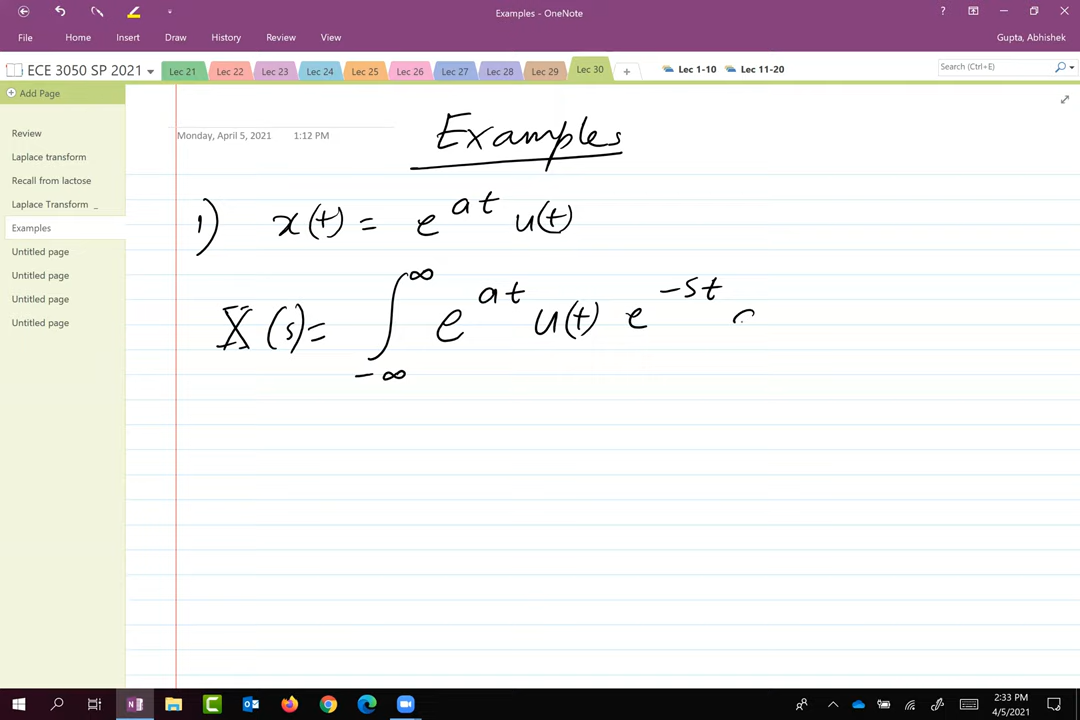 Examples - OneNote
?
File Home Insert Draw History Review View
Gupta, Abhishek
ECE 3050 SP 2021 Lec 21 Lec 22 Lec 23 Lec 24 Lec 25 Lec 26 Lec 27 Lec 28 Lec 29 Lec 30 + Lec 1-10 Lec 11-20 Search (Ctrl+E)
Add Page
Review
Laplace transform
Recall from lactose
Laplace Transform _
Examples
Untitled page
Untitled page
Untitled page
Untitled page
Monday, April 5, 2021 1:12 PM
Examples
1) x(t) = e^{at} u(t)
X(s) = ∫_{-∞}^{∞} e^{at} u(t) e^{-st}
2:33 PM
4/5/2021